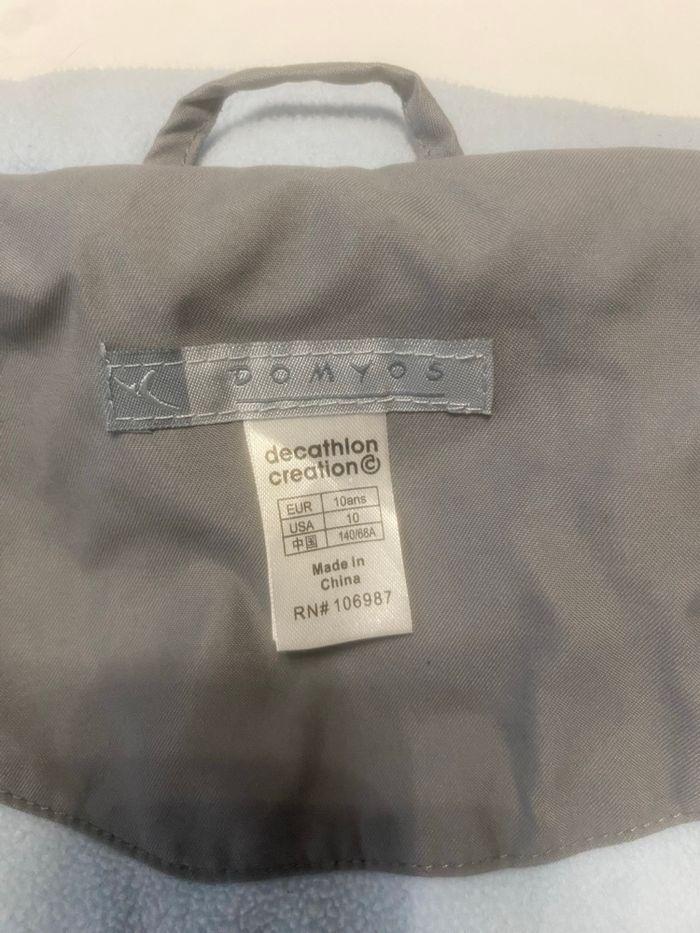 DOMYOS
decathlon
creation©
EUR 10ans
USA 10
中国 140/68A
Made in
China
RN# 106987